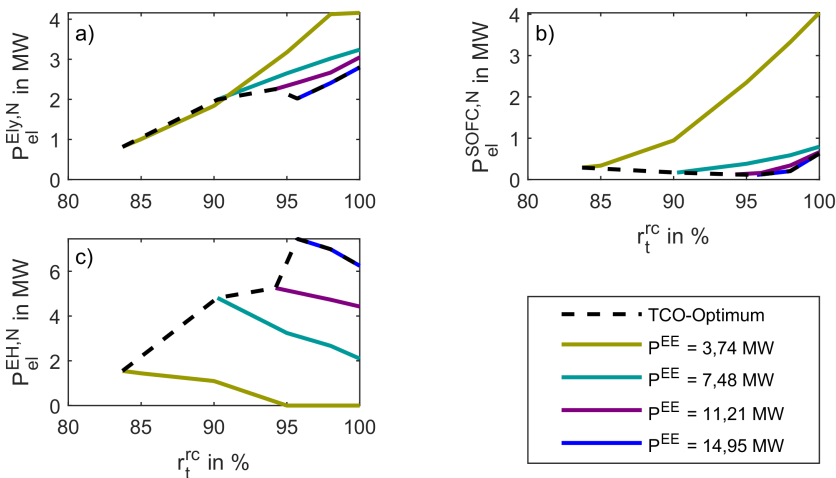 a)
P_el^Ely,N in MW
4
3
2
1
0
80 85 90 95 100
b)
P_el^SOFC,N in MW
4
3
2
1
0
80 85 90 95 100
r_t^rc in %
c)
P_el^EH,N in MW
6
4
2
0
80 85 90 95 100
r_t^rc in %
TCO-Optimum
P^EE = 3,74 MW
P^EE = 7,48 MW
P^EE = 11,21 MW
P^EE = 14,95 MW